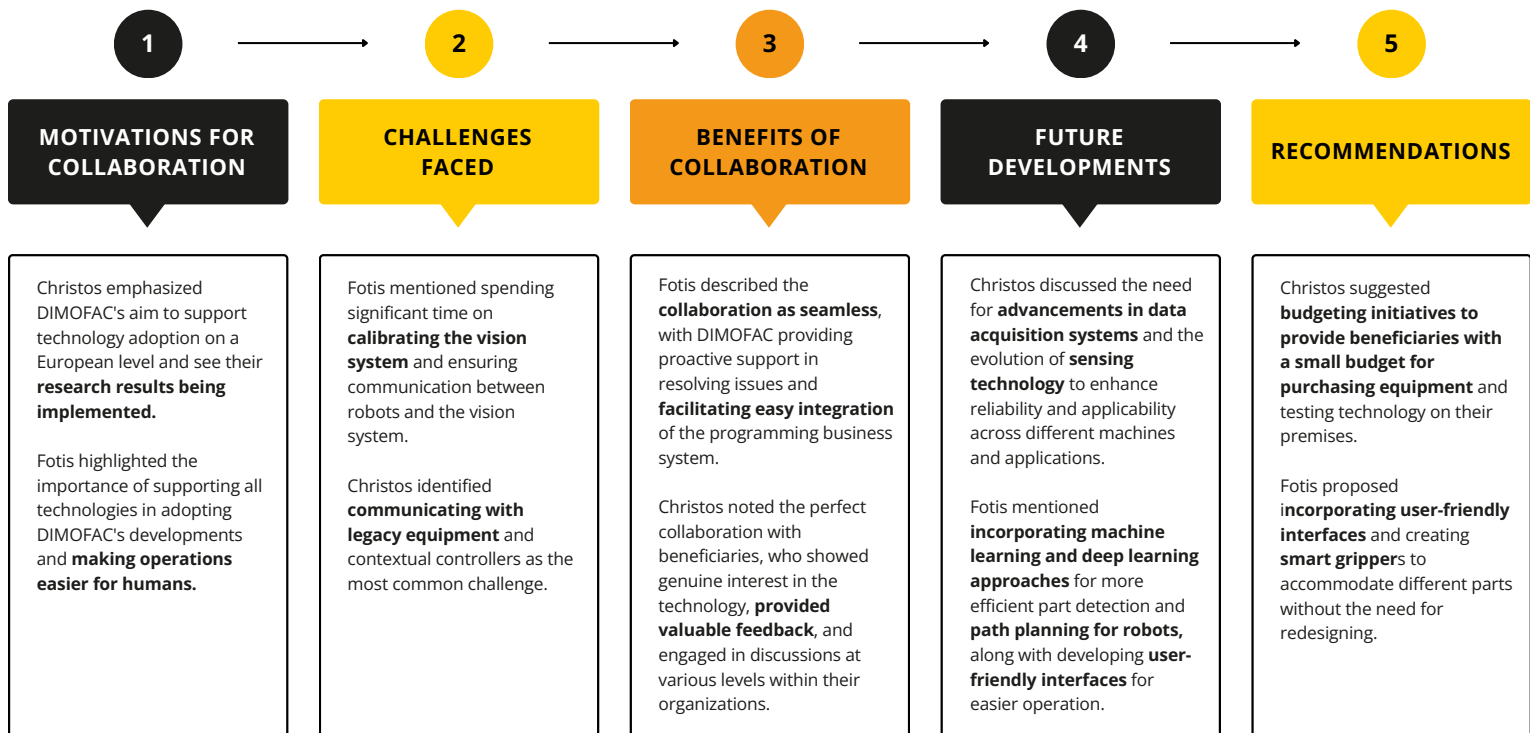 1
2
3
4
5
MOTIVATIONS FOR
COLLABORATION
CHALLENGES
FACED
BENEFITS OF
COLLABORATION
FUTURE
DEVELOPMENTS
RECOMMENDATIONS
Christos emphasized
DIMOFAC's aim to support
technology adoption on a
European level and see their
research results being
implemented.
Fotis highlighted the
importance of supporting all
technologies in adopting
DIMOFAC's developments
and making operations
easier for humans.
Fotis mentioned spending
significant time on
calibrating the vision
system and ensuring
communication between
robots and the vision
system.
Christos identified
communicating with
legacy equipment and
contextual controllers as the
most common challenge.
Fotis described the
collaboration as seamless,
with DIMOFAC providing
proactive support in
resolving issues and
facilitating easy integration
of the programming business
system.
Christos noted the perfect
collaboration with
beneficiaries, who showed
genuine interest in the
technology, provided
valuable feedback, and
engaged in discussions at
various levels within their
organizations.
Christos discussed the need
for advancements in data
acquisition systems and the
evolution of sensing
technology to enhance
reliability and applicability
across different machines
and applications.
Fotis mentioned
incorporating machine
learning and deep learning
approaches for more
efficient part detection and
path planning for robots,
along with developing user-
friendly interfaces for
easier operation.
Christos suggested
budgeting initiatives to
provide beneficiaries with
a small budget for
purchasing equipment and
testing technology on their
premises.
Fotis proposed
incorporating user-friendly
interfaces and creating
smart grippers to
accommodate different parts
without the need for
redesigning.